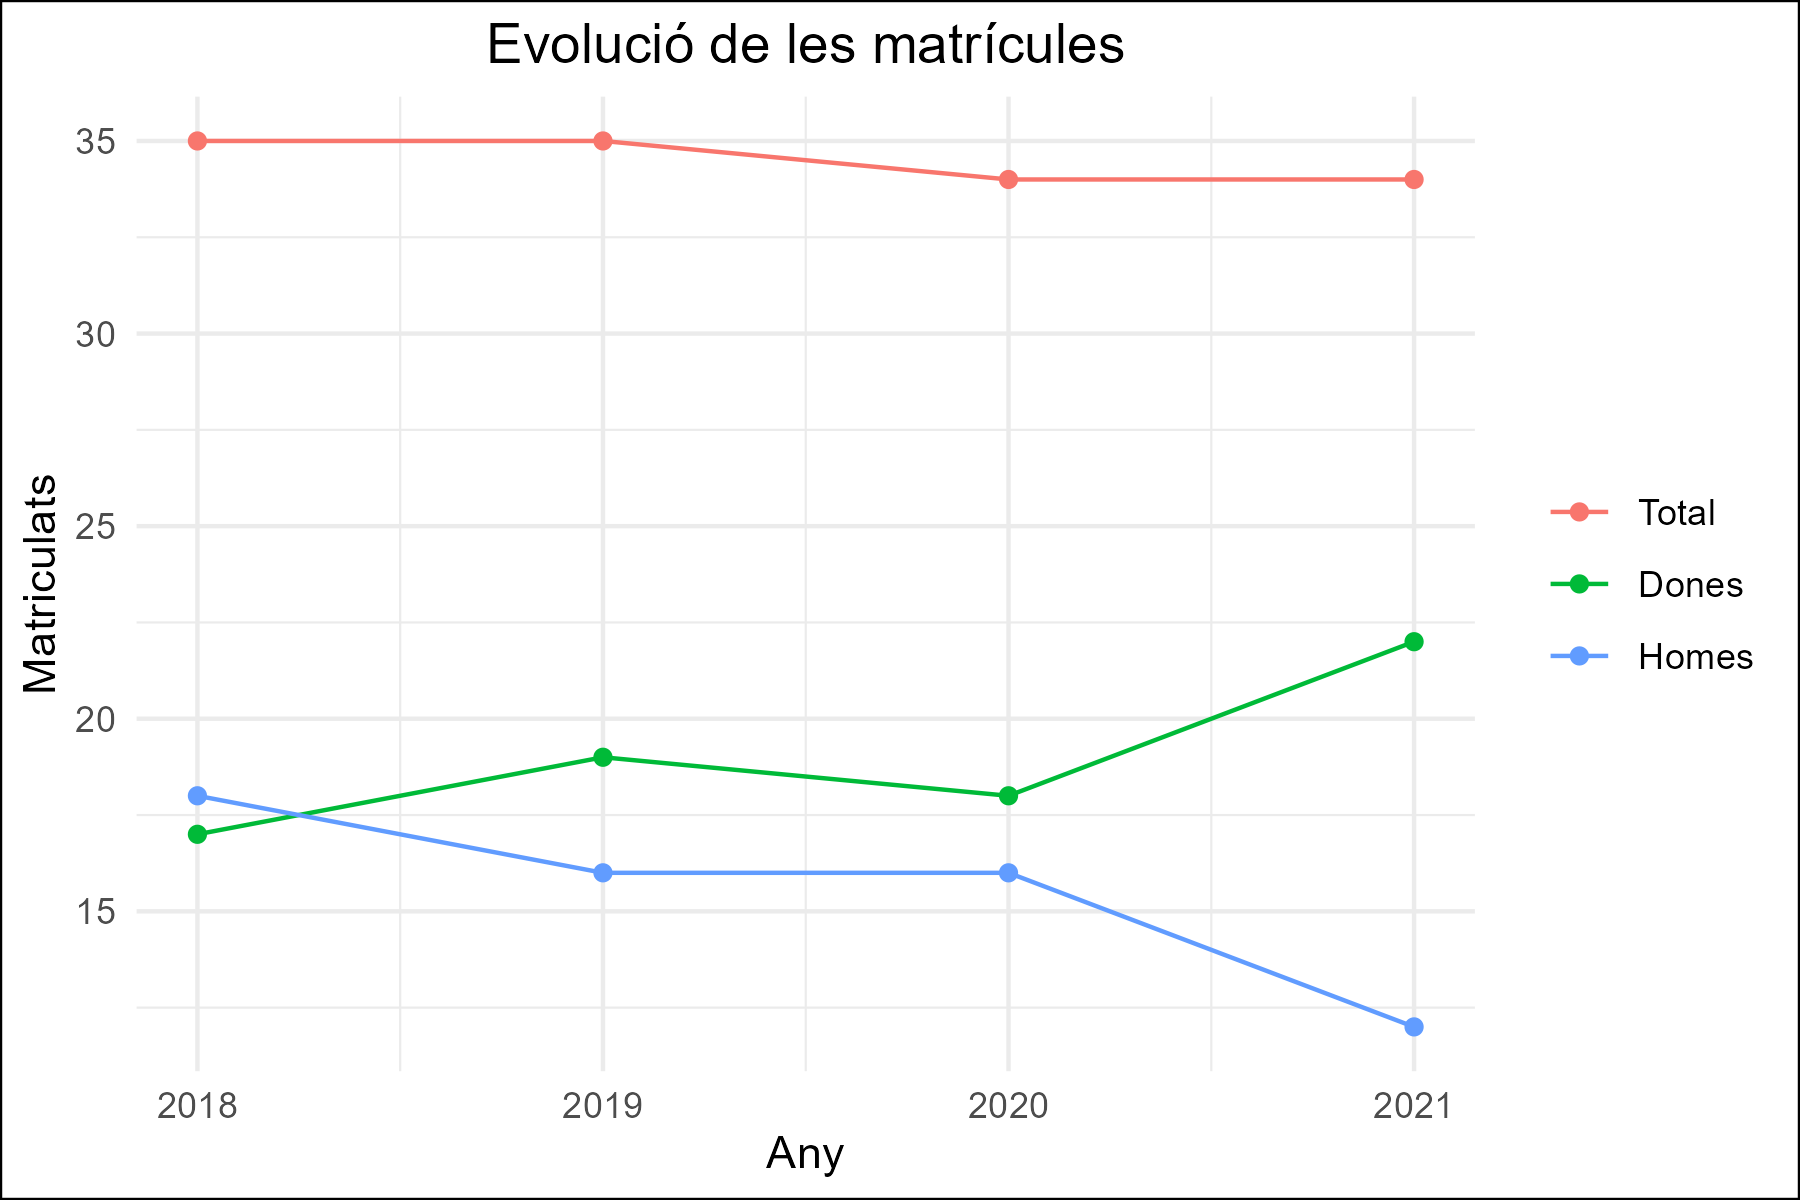 Evolució de les matrícules
35
30
25
20
15
Matriculats
2018 2019 2020 2021
Any
Total
Dones
Homes